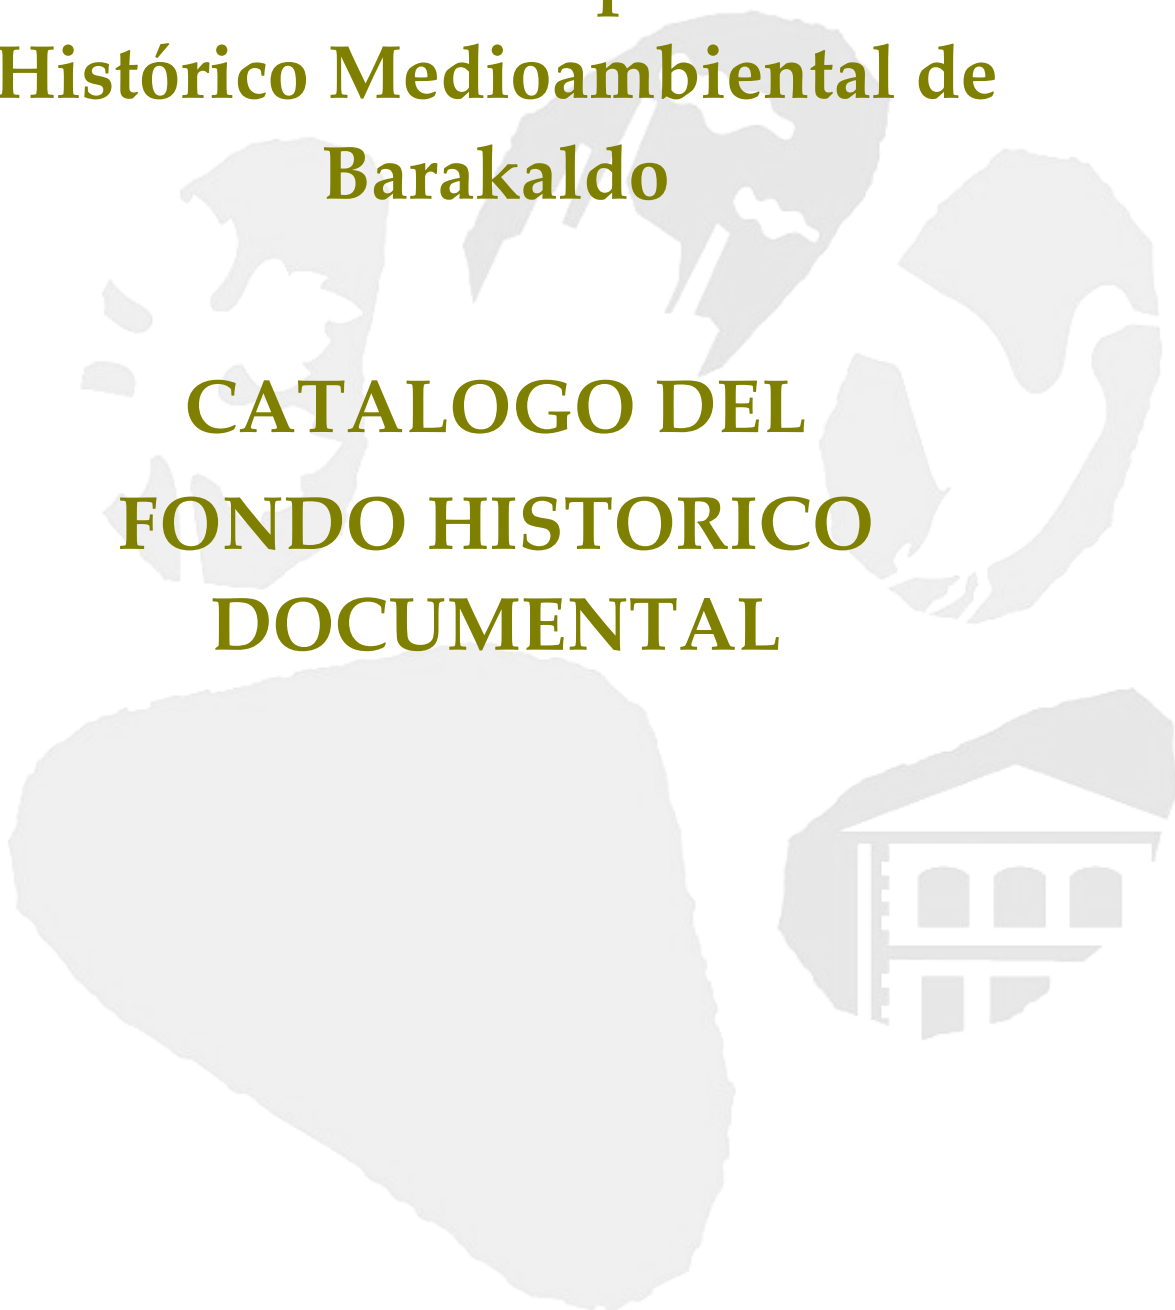 Histórico Medioambiental de
Barakaldo
CATALOGO DEL
FONDO HISTORICO
DOCUMENTAL